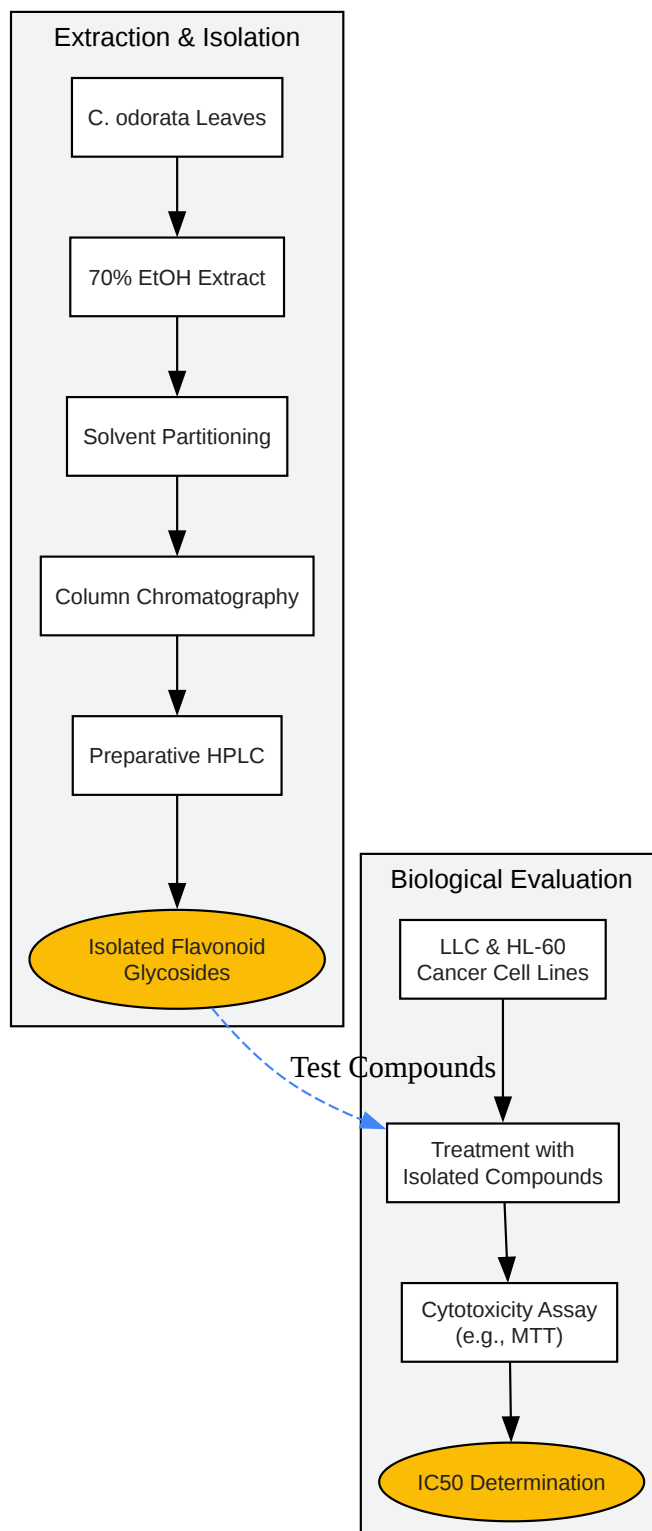 Extraction & Isolation
C. odorata Leaves
70% EtOH Extract
Solvent Partitioning
Column Chromatography
Preparative HPLC
Isolated Flavonoid
Glycosides
Test Compounds
Biological Evaluation
LLC & HL-60
Cancer Cell Lines
Treatment with
Isolated Compounds
Cytotoxicity Assay
(e.g., MTT)
IC50 Determination